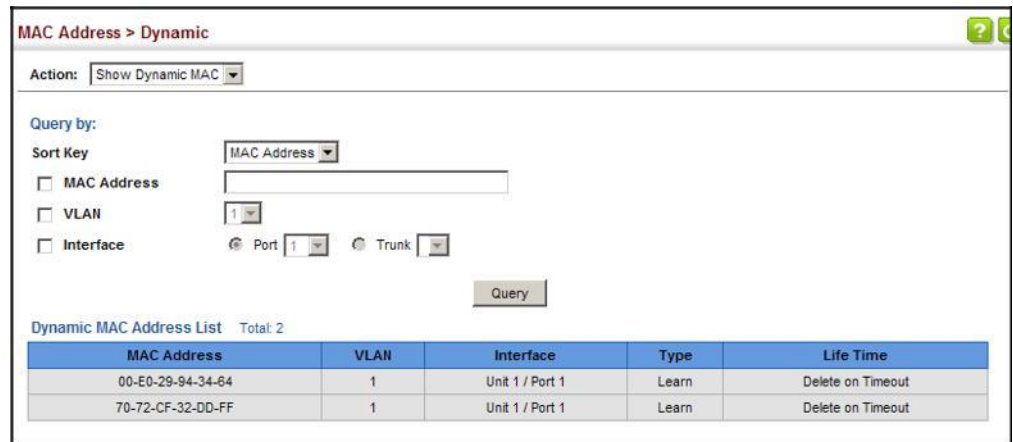 MAC Address > Dynamic
?
Action: Show Dynamic MAC
Query by:
Sort Key MAC Address
MAC Address
VLAN 1
Interface Port 1 Trunk
Query
Dynamic MAC Address List Total: 2
MAC Address VLAN Interface Type Life Time
00-E0-29-94-34-64 1 Unit 1 / Port 1 Learn Delete on Timeout
70-72-CF-32-DD-FF 1 Unit 1 / Port 1 Learn Delete on Timeout